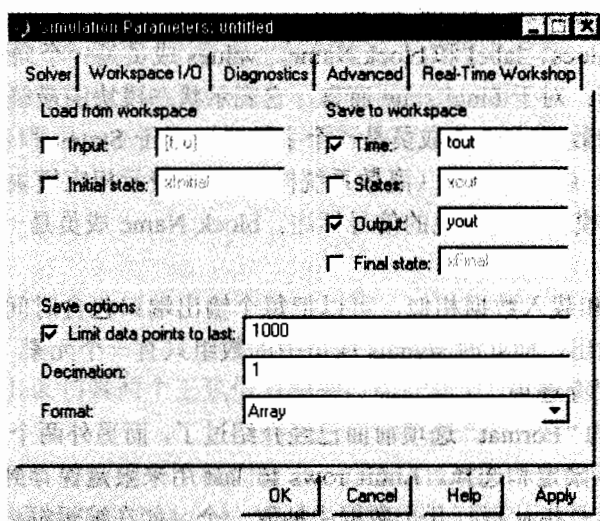 Simulation Parameters: untitled
Solver Workspace I/O Diagnostics Advanced Real-Time Workshop
Load from workspace
Save to workspace
Input: [t, u]
Time: tout
Initial state: xInitial
States: xout
Output: yout
Final state: xFinal
Save options
Limit data points to last: 1000
Decimation: 1
Format: Array
OK Cancel Help Apply